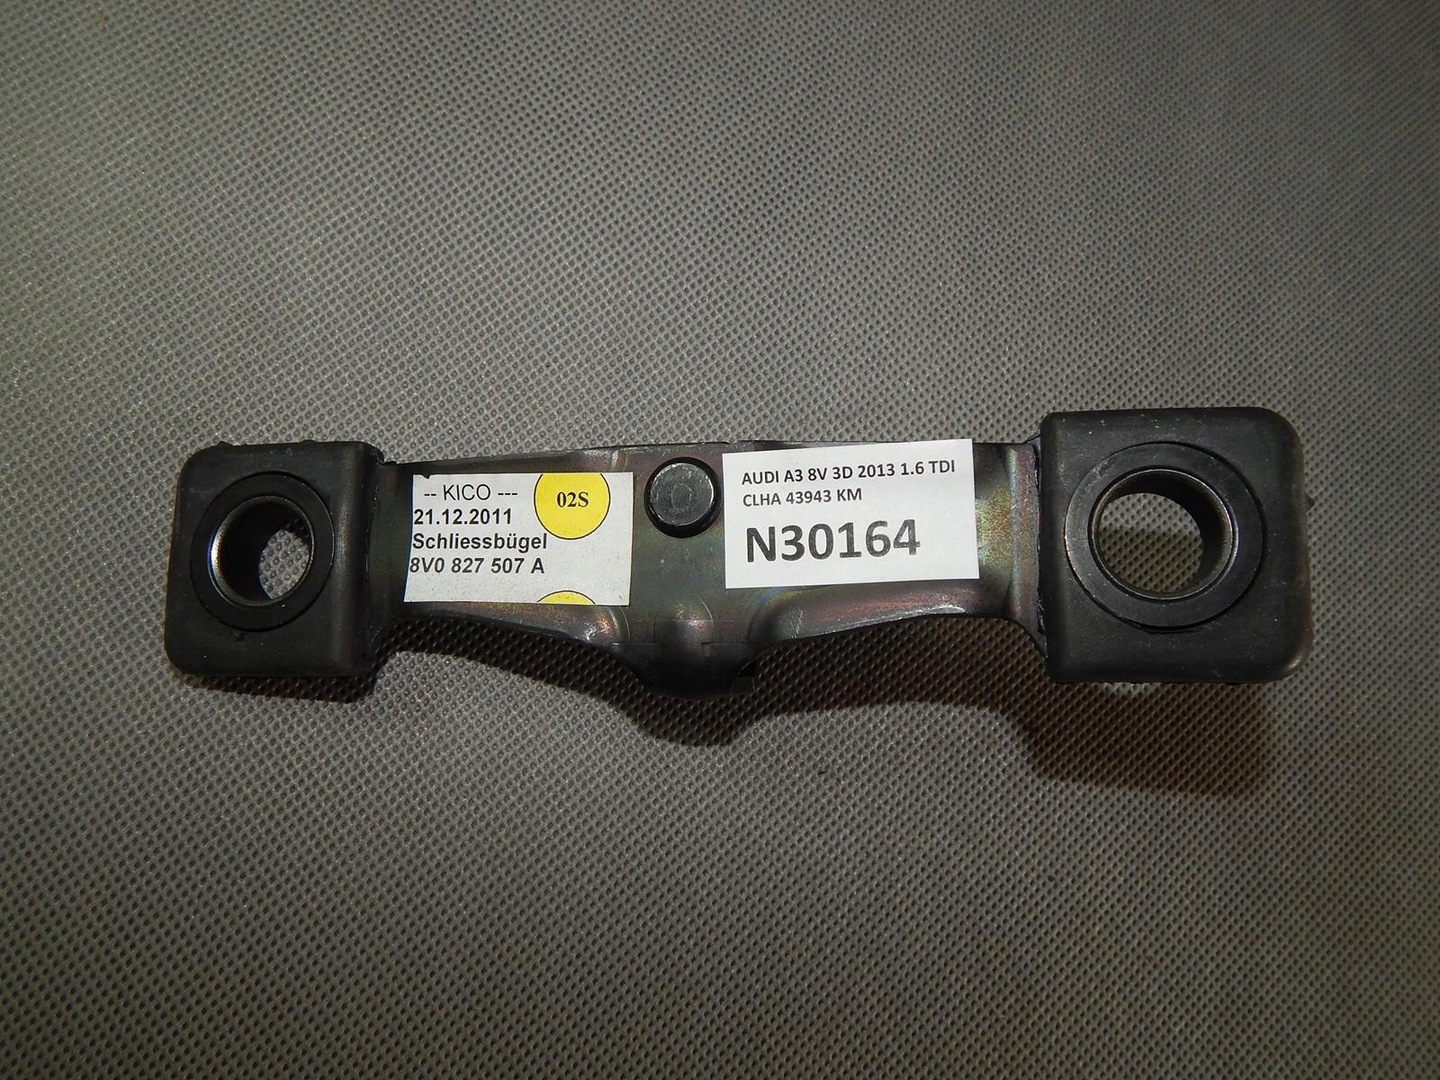 -- KICO ---
02S
21.12.2011
Schliessbügel
8V0 827 507 A
AUDI A3 8V 3D 2013 1.6 TDI
CLHA 43943 KM
N30164